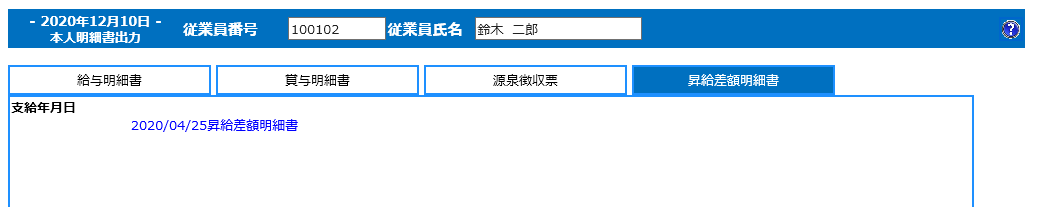 - 2020年12月10日 -
本人明細書出力
従業員番号 100102 従業員氏名 鈴木 二郎
給与明細書 賞与明細書 源泉徴収票 昇給差額明細書
支給年月日
2020/04/25昇給差額明細書